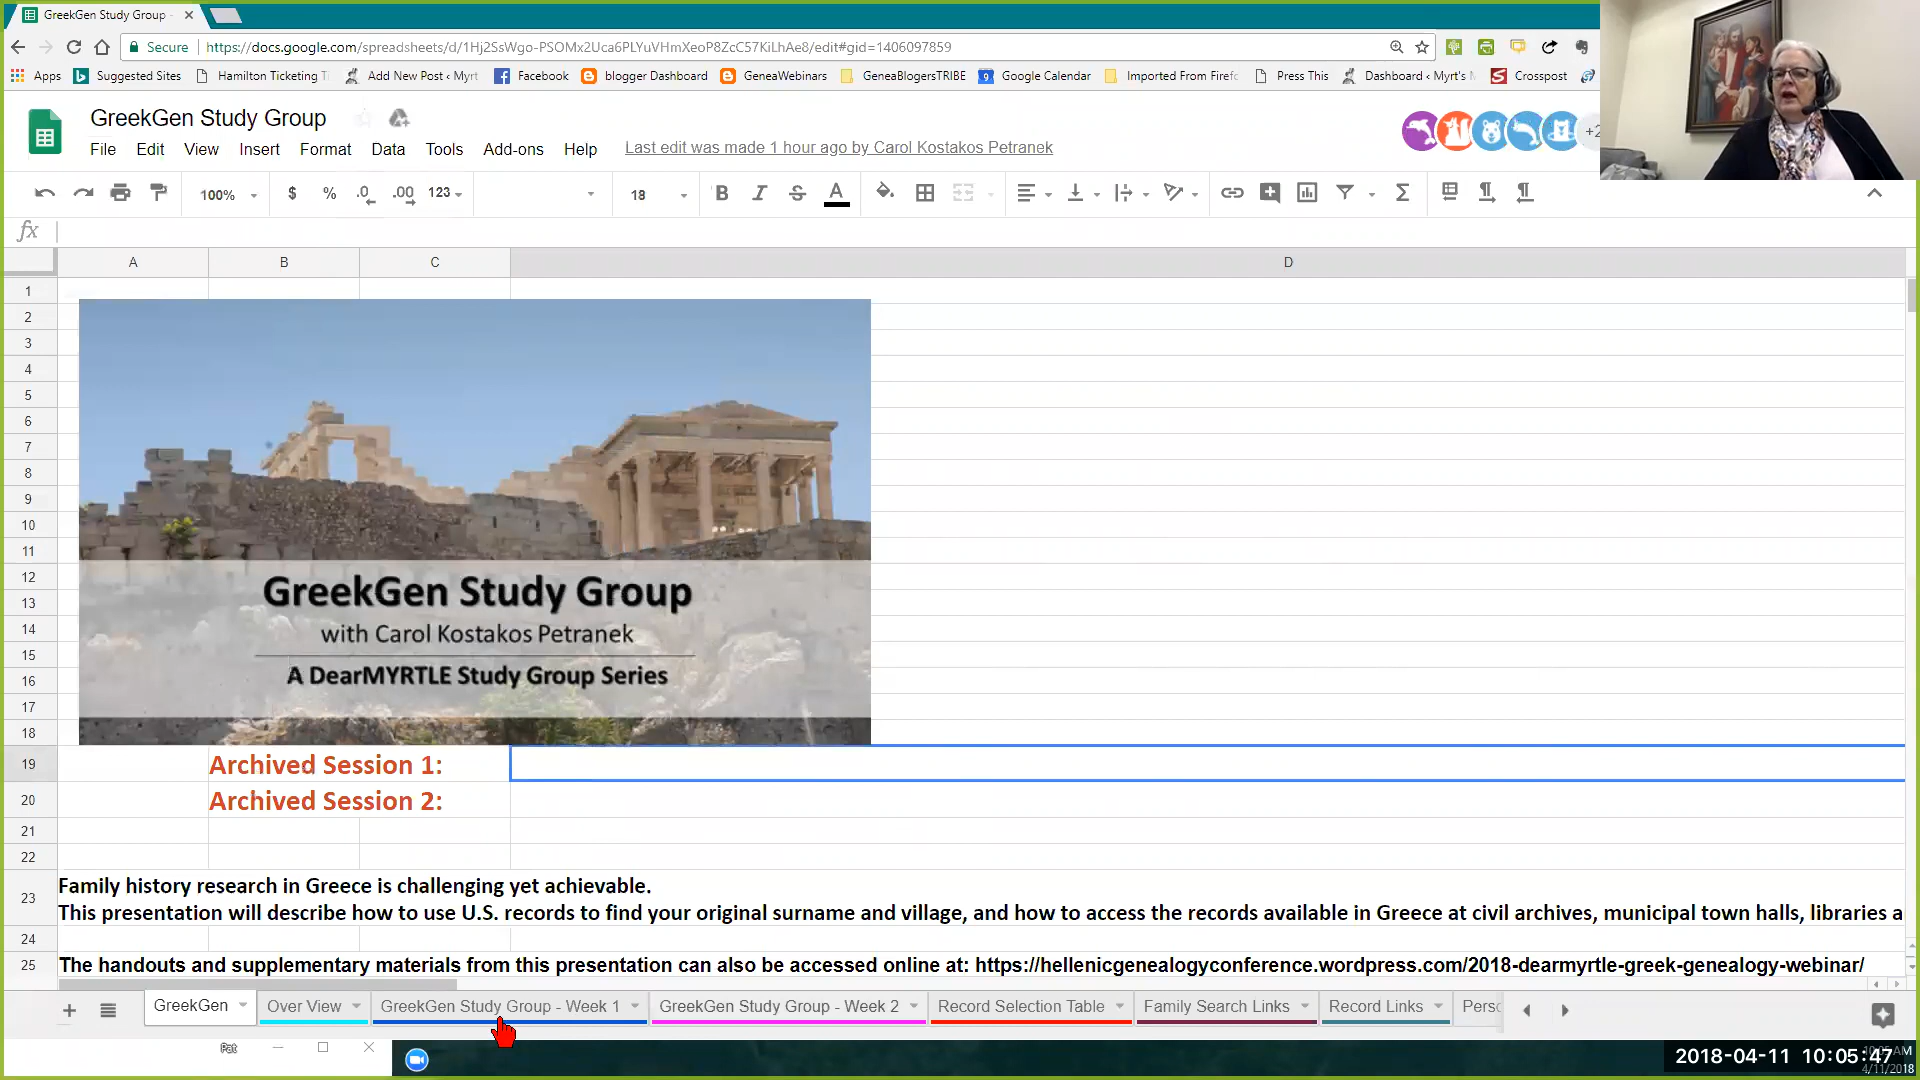 GreekGen Study Group -
Secure
https://docs.google.com/spreadsheets/d/1Hj2SsWgo-PSOMx2Uca6PLYuVHmXeoP8ZcC57KiLhAe8/edit#gid=1406097859
Apps Suggested Sites Hamilton Ticketing Add New Post ‹ Myrt Facebook blogger Dashboard GeneaWebinars GeneaBlogersTRIBE Google Calendar Imported From Firefo Press This Dashboard ‹ Myrt's Crosspost
GreekGen Study Group
+2
File Edit View Insert Format Data Tools Add-ons Help Last edit was made 1 hour ago by Carol Kostakos Petranek
100% $ % .0 .00 123 18 B I S A
fx
A B C D
1
2
3
4
5
6
7
8
9
10
11
12
13
14
15
16
17
18
GreekGen Study Group
with Carol Kostakos Petranek
A DearMYRTLE Study Group Series
19 Archived Session 1:
20 Archived Session 2:
21
22
23 Family history research in Greece is challenging yet achievable.
This presentation will describe how to use U.S. records to find your original surname and village, and how to access the records available in Greece at civil archives, municipal town halls, libraries a
24
25 The handouts and supplementary materials from this presentation can also be accessed online at: https://hellenicgenealogyconference.wordpress.com/2018-dearmyrtle-greek-genealogy-webinar/
GreekGen Over View GreekGen Study Group - Week 1 GreekGen Study Group - Week 2 Record Selection Table Family Search Links Record Links Perso
Pat
2018-04-11 10:05:47
4/11/2018